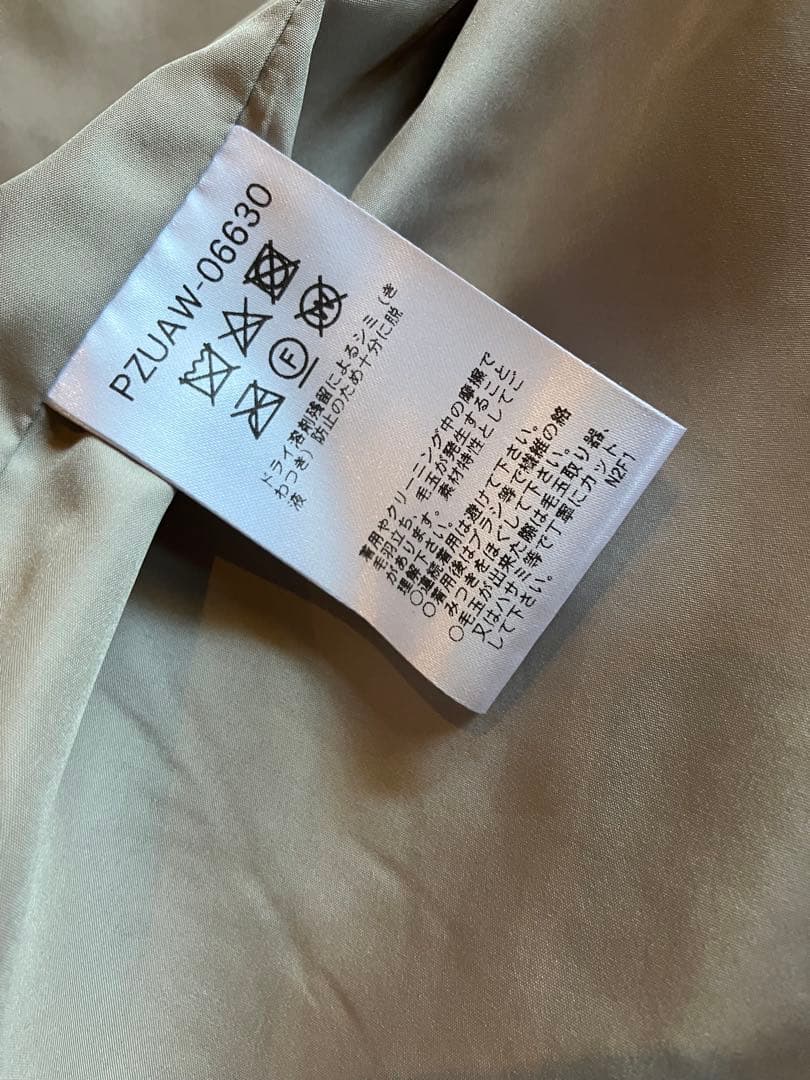 PZUAW-06630
F
W
ドライ溶剤残留によるシミ（き
わつき）防止のため十分に脱
液
着用やクリーニング中の摩擦で
毛羽立ち、毛玉が発生すること
があります。素材特性としてご
理解下さい。
○連続着用は避けて下さい。
○着用後はブラシ等で繊維の絡
みつきをほぐして下さい。
○毛玉が出来た際は毛玉取り器、
又はハサミ等で丁寧にカット
して下さい。
N2F1